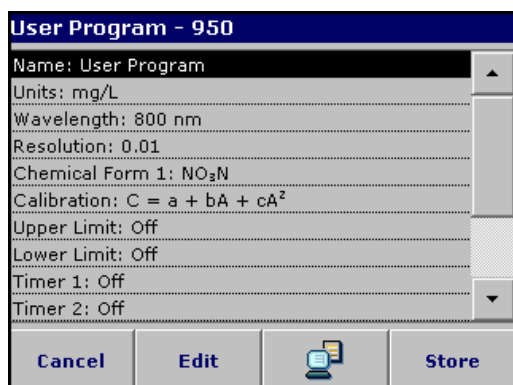 User Program - 950
Name: User Program
Units: mg/L
Wavelength: 800 nm
Resolution: 0.01
Chemical Form 1: NO₃N
Calibration: C = a + bA + cA²
Upper Limit: Off
Lower Limit: Off
Timer 1: Off
Timer 2: Off
Cancel Edit Store